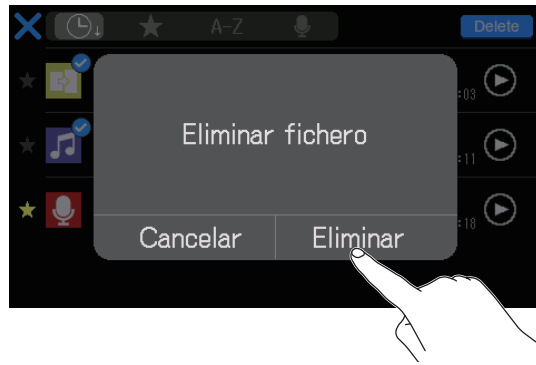 A-Z
Delete
:03
Eliminar fichero
:11
:18
Cancelar
Eliminar